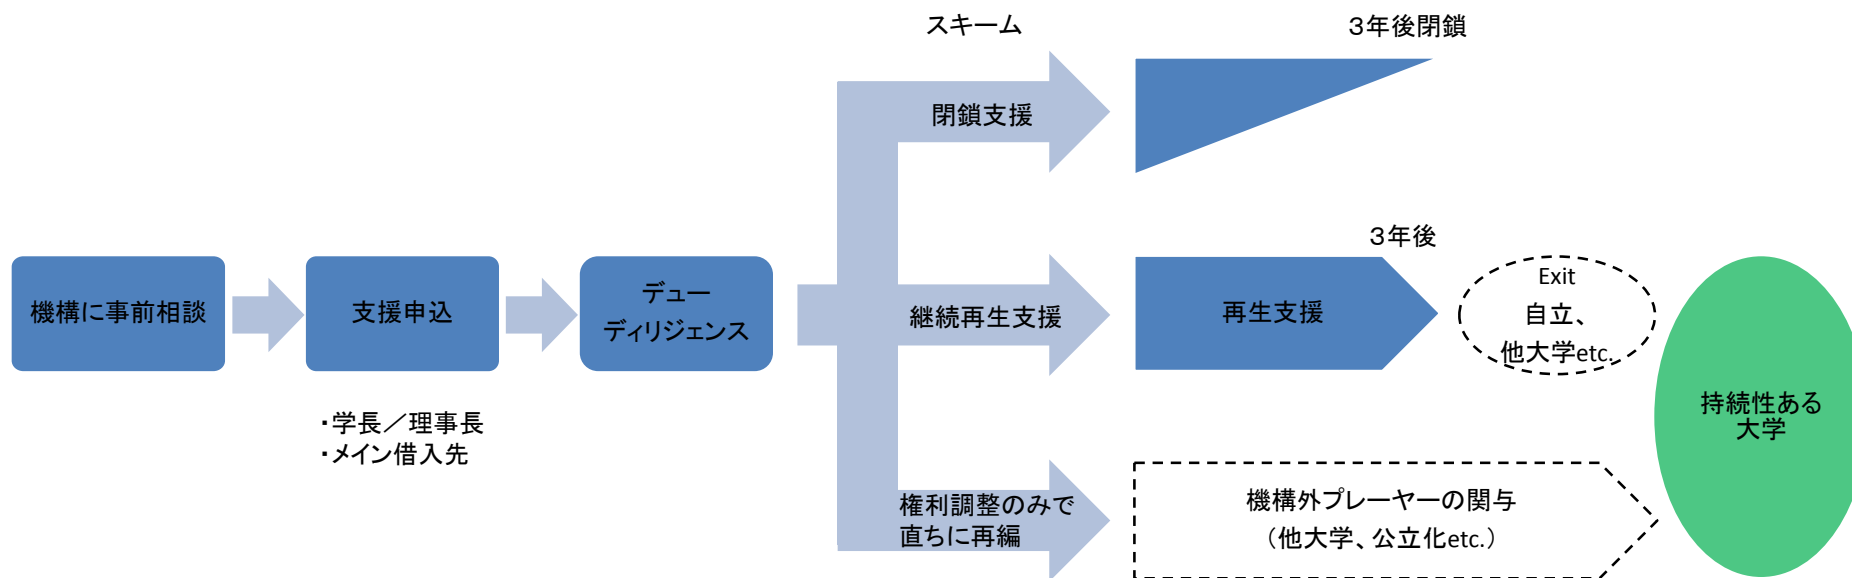 スキーム
3年後閉鎖
閉鎖支援
3年後
機構に事前相談
支援申込
デュー
ディリジェンス
継続再生支援
再生支援
Exit
自立、
他大学etc.
・学長／理事長
・メイン借入先
持続性ある
大学
権利調整のみで
直ちに再編
機構外プレーヤーの関与
（他大学、公立化etc.）